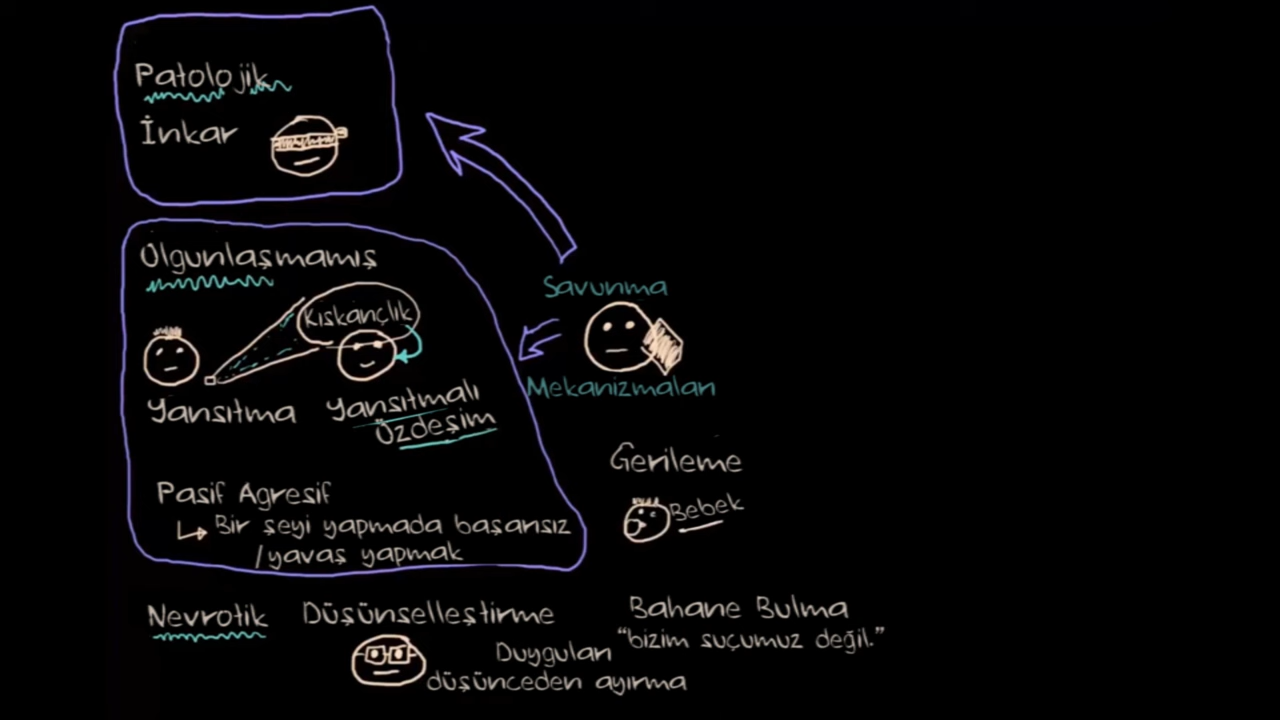 Patolojik
İnkar
Olgunlaşmamış
Kıskançlık
Yansıtma
Yansıtmalı
Özdeşim
Pasif Agresif
Bir şeyi yapmada başarısız
/yavaş yapmak
Savunma
Mekanizmaları
Gerileme
Bebek
Nevrotik
Düşünselleştirme
Duyguları
düşünceden ayırma
Bahane Bulma
"bizim suçumuz değil."